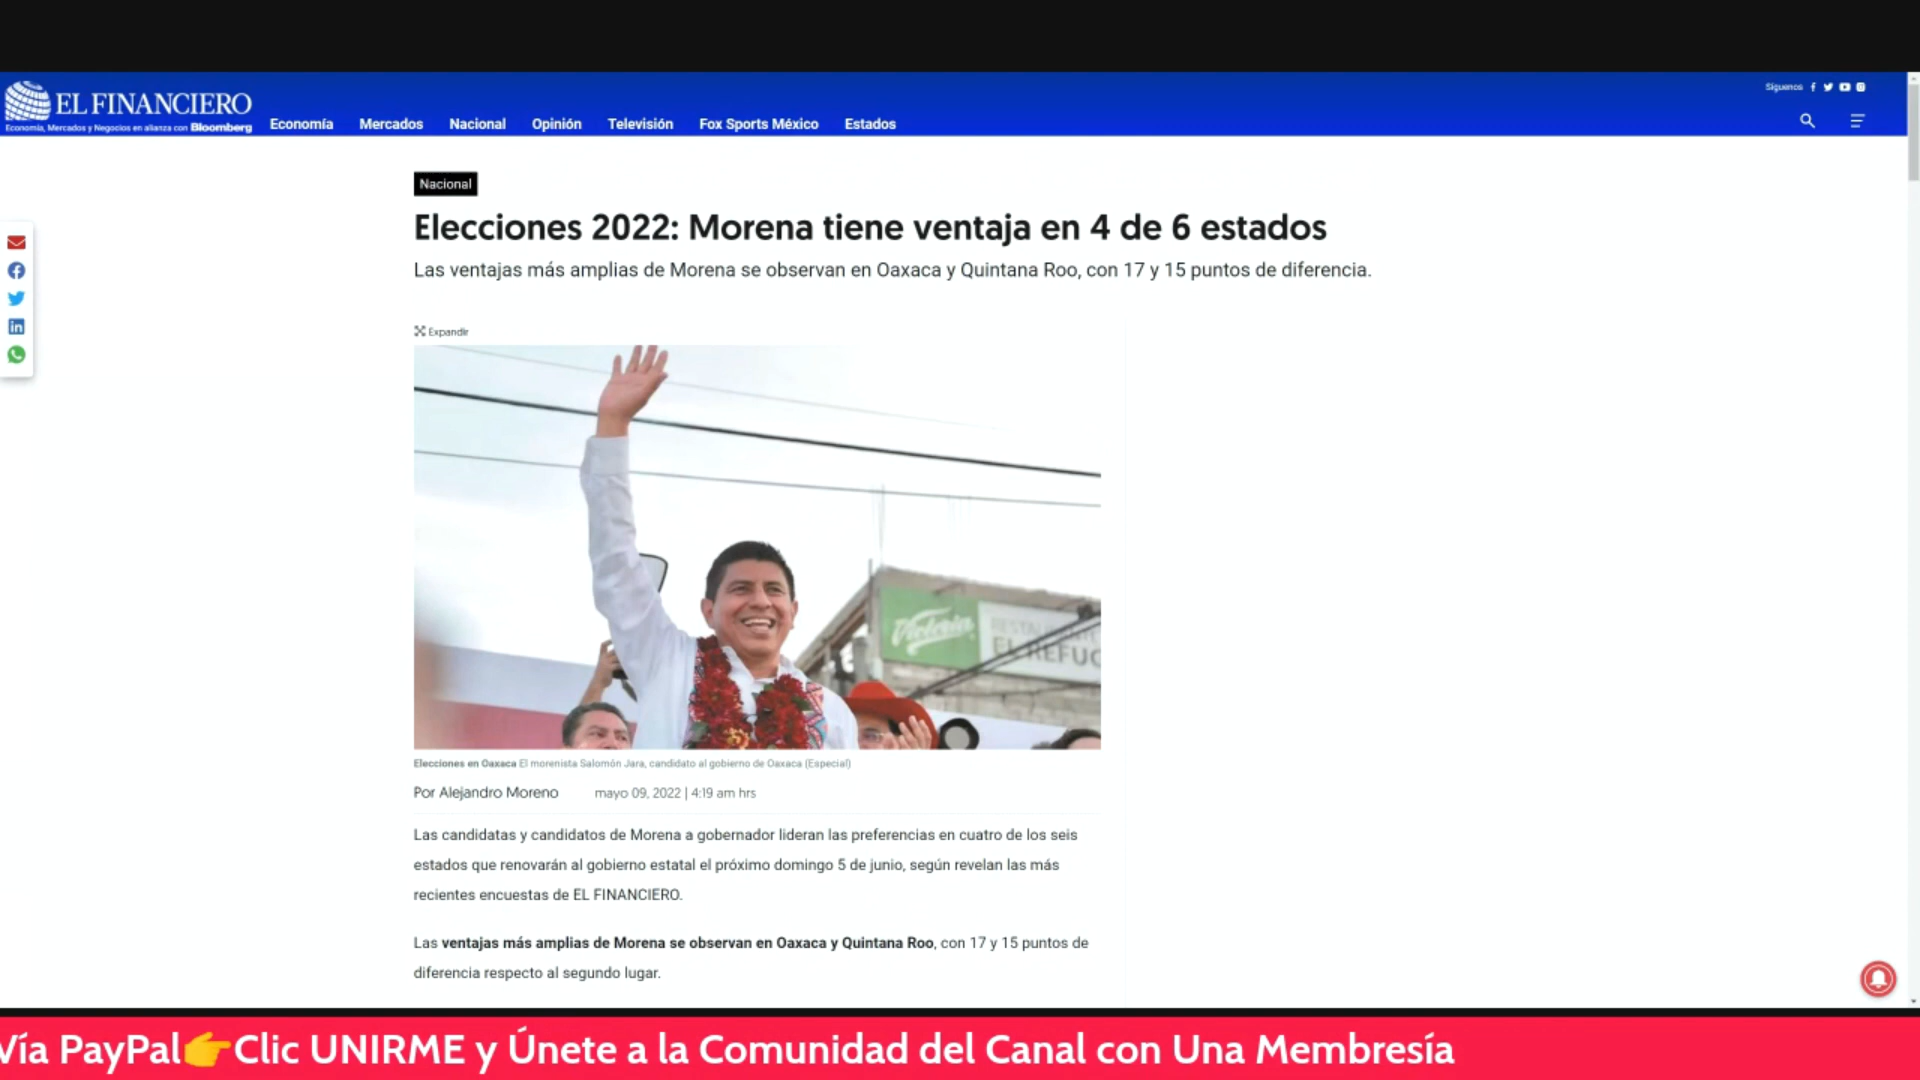 EL FINANCIERO
Economía, Mercados y Negocios en alianza con Bloomberg
Economía Mercados Nacional Opinión Televisión Fox Sports México Estados
Síguenos
Nacional
Elecciones 2022: Morena tiene ventaja en 4 de 6 estados
Las ventajas más amplias de Morena se observan en Oaxaca y Quintana Roo, con 17 y 15 puntos de diferencia.
Expandir
Victoria
EL REFUG
Elecciones en Oaxaca El morenista Salomón Jara, candidato al gobierno de Oaxaca (Especial)
Por Alejandro Moreno mayo 09, 2022 | 4:19 am hrs
Las candidatas y candidatos de Morena a gobernador lideran las preferencias en cuatro de los seis
estados que renovarán al gobierno estatal el próximo domingo 5 de junio, según revelan las más
recientes encuestas de EL FINANCIERO.
Las ventajas más amplias de Morena se observan en Oaxaca y Quintana Roo, con 17 y 15 puntos de
diferencia respecto al segundo lugar.
Vía PayPal👉Clic UNIRME y Únete a la Comunidad del Canal con Una Membresía